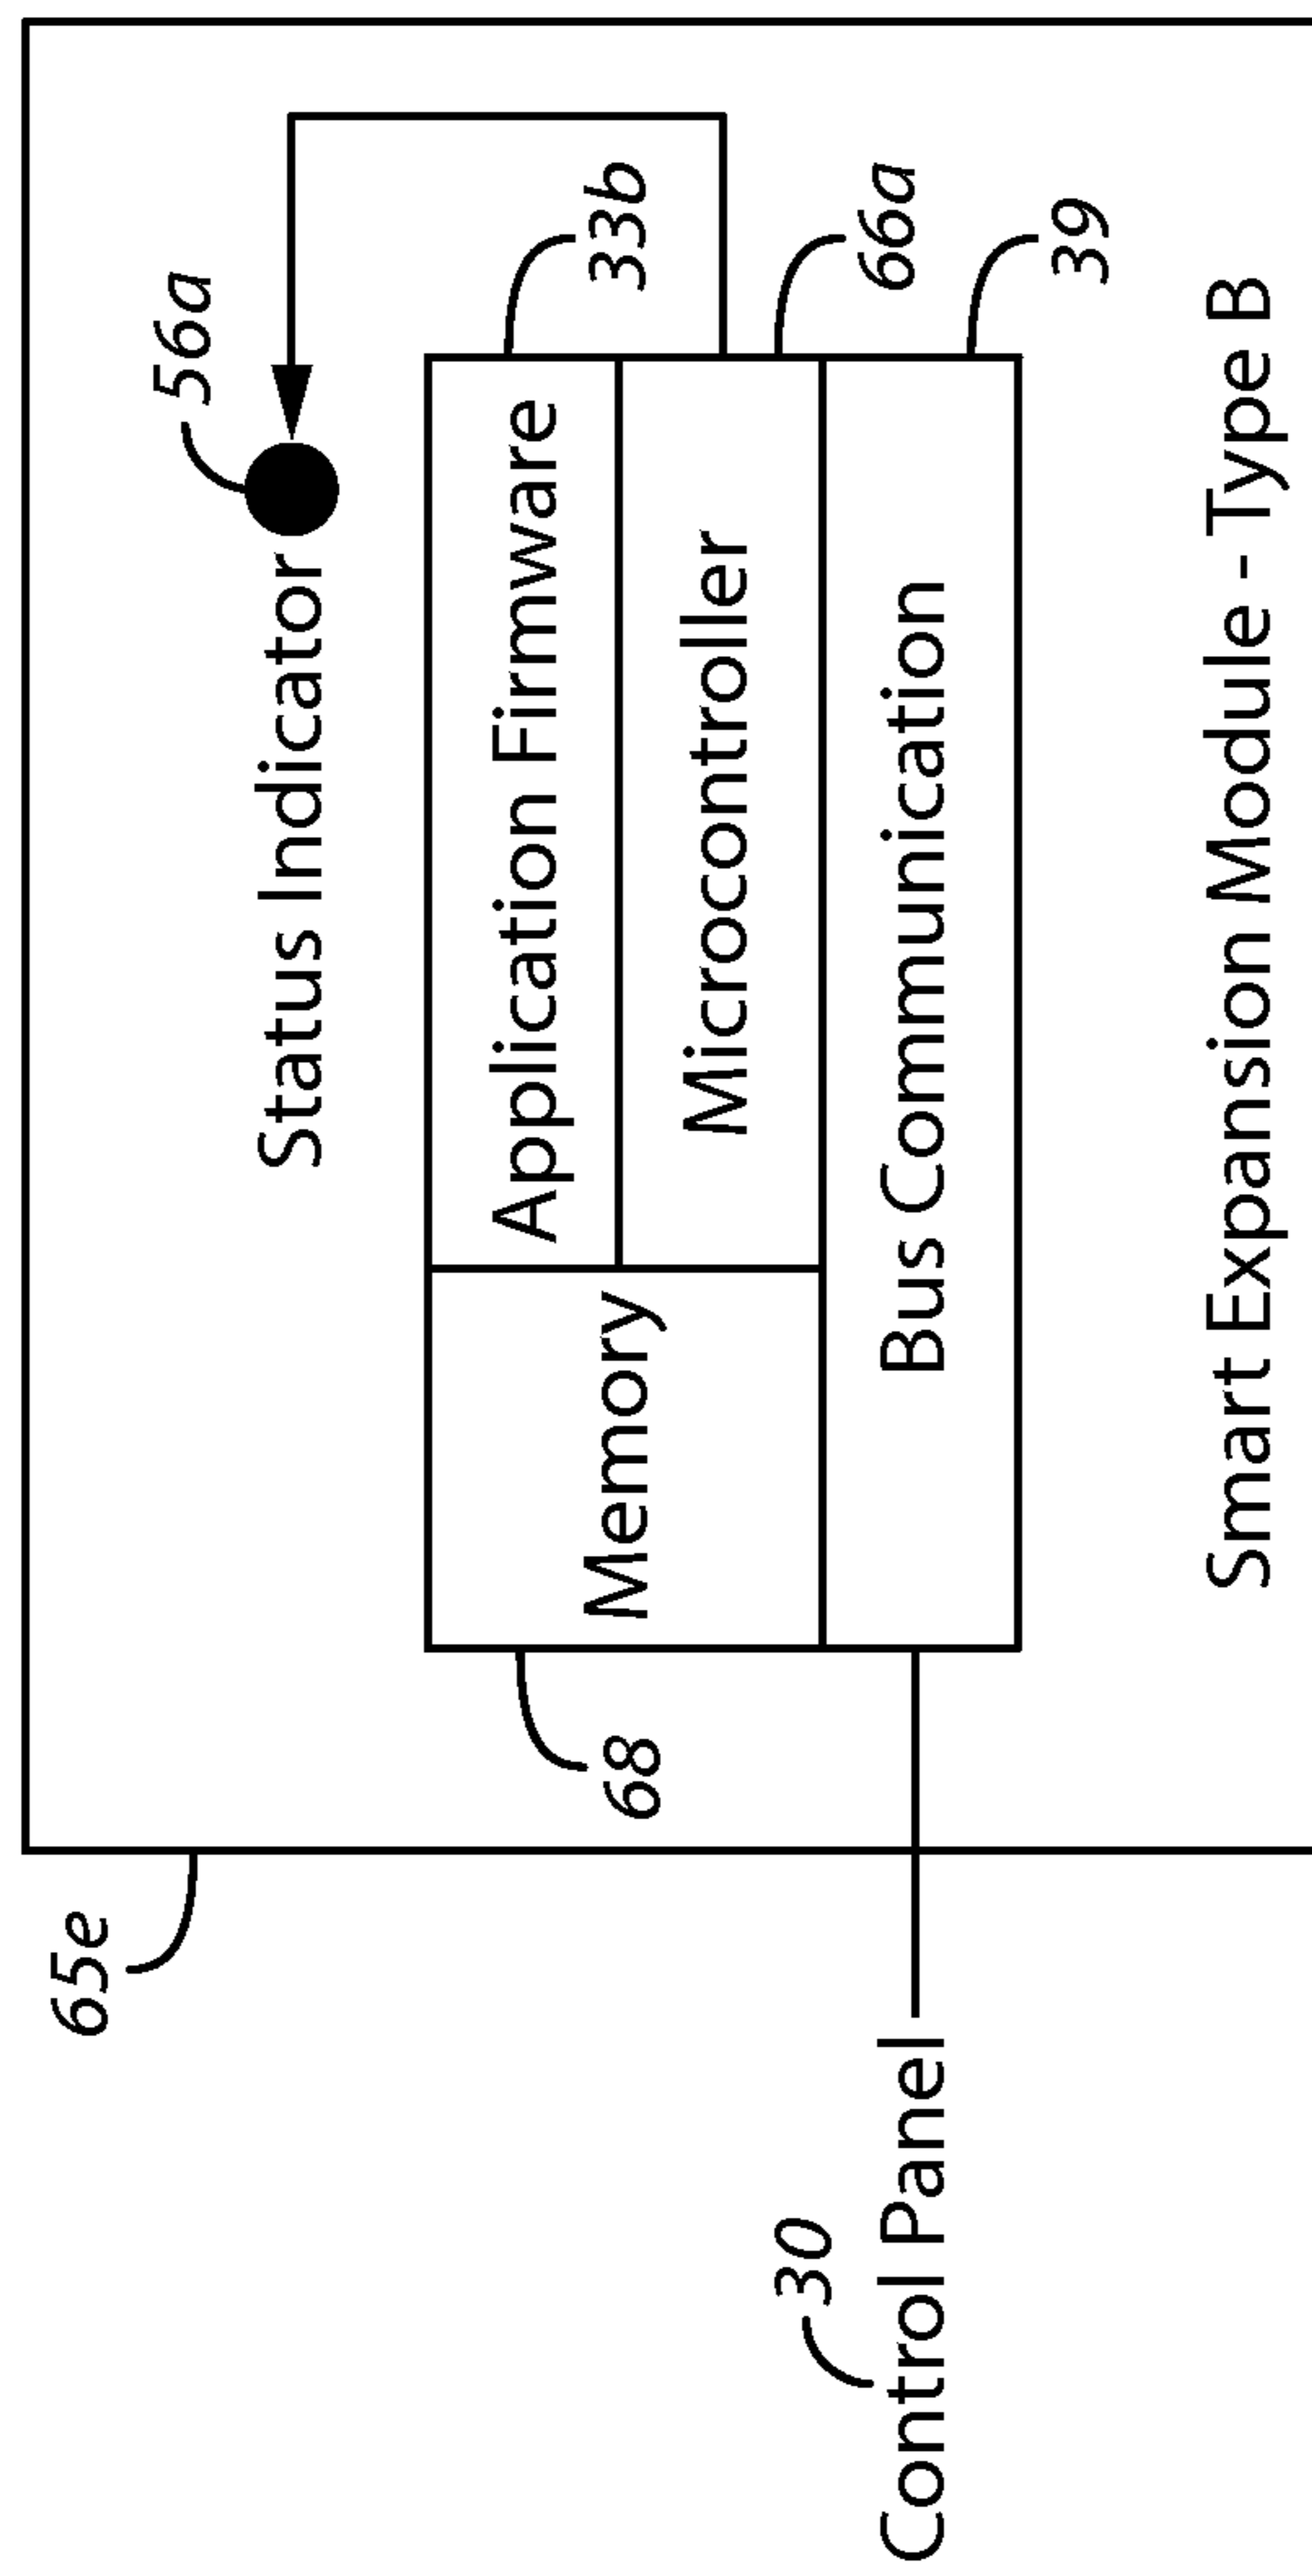 56a
Status Indicator
33b
Application Firmware
Memory
68
66a
Microcontroller
39
Bus Communication
65e
30
Control Panel
Smart Expansion Module - Type B